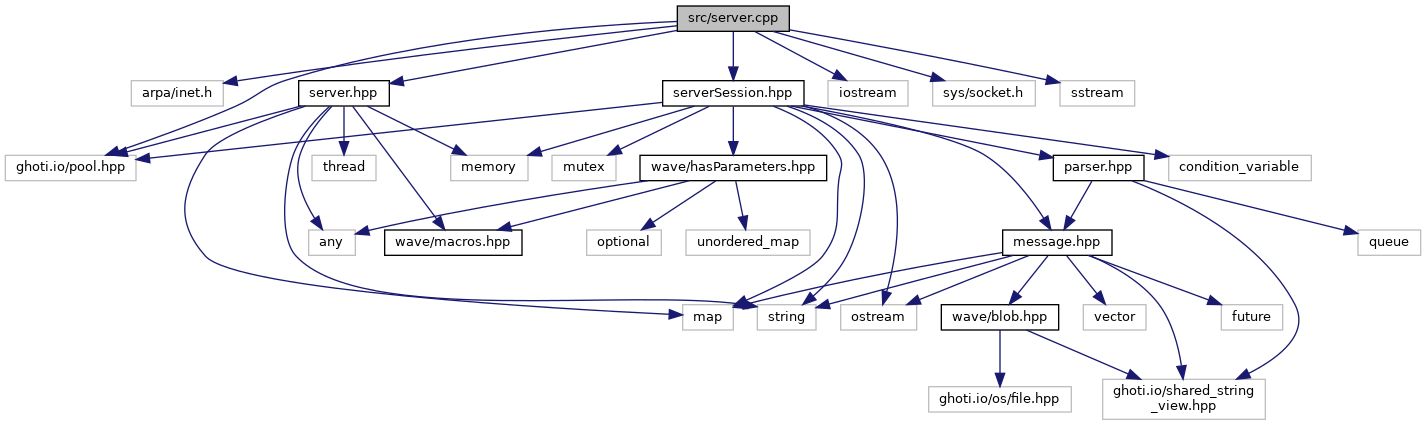 src/server.cpp
arpa/inet.h
server.hpp
serverSession.hpp
iostream
sys/socket.h
sstream
ghoti.io/pool.hpp
thread
memory
mutex
wave/hasParameters.hpp
parser.hpp
condition_variable
any
wave/macros.hpp
optional
unordered_map
message.hpp
queue
map
string
ostream
wave/blob.hpp
vector
future
ghoti.io/os/file.hpp
ghoti.io/shared_string
_view.hpp